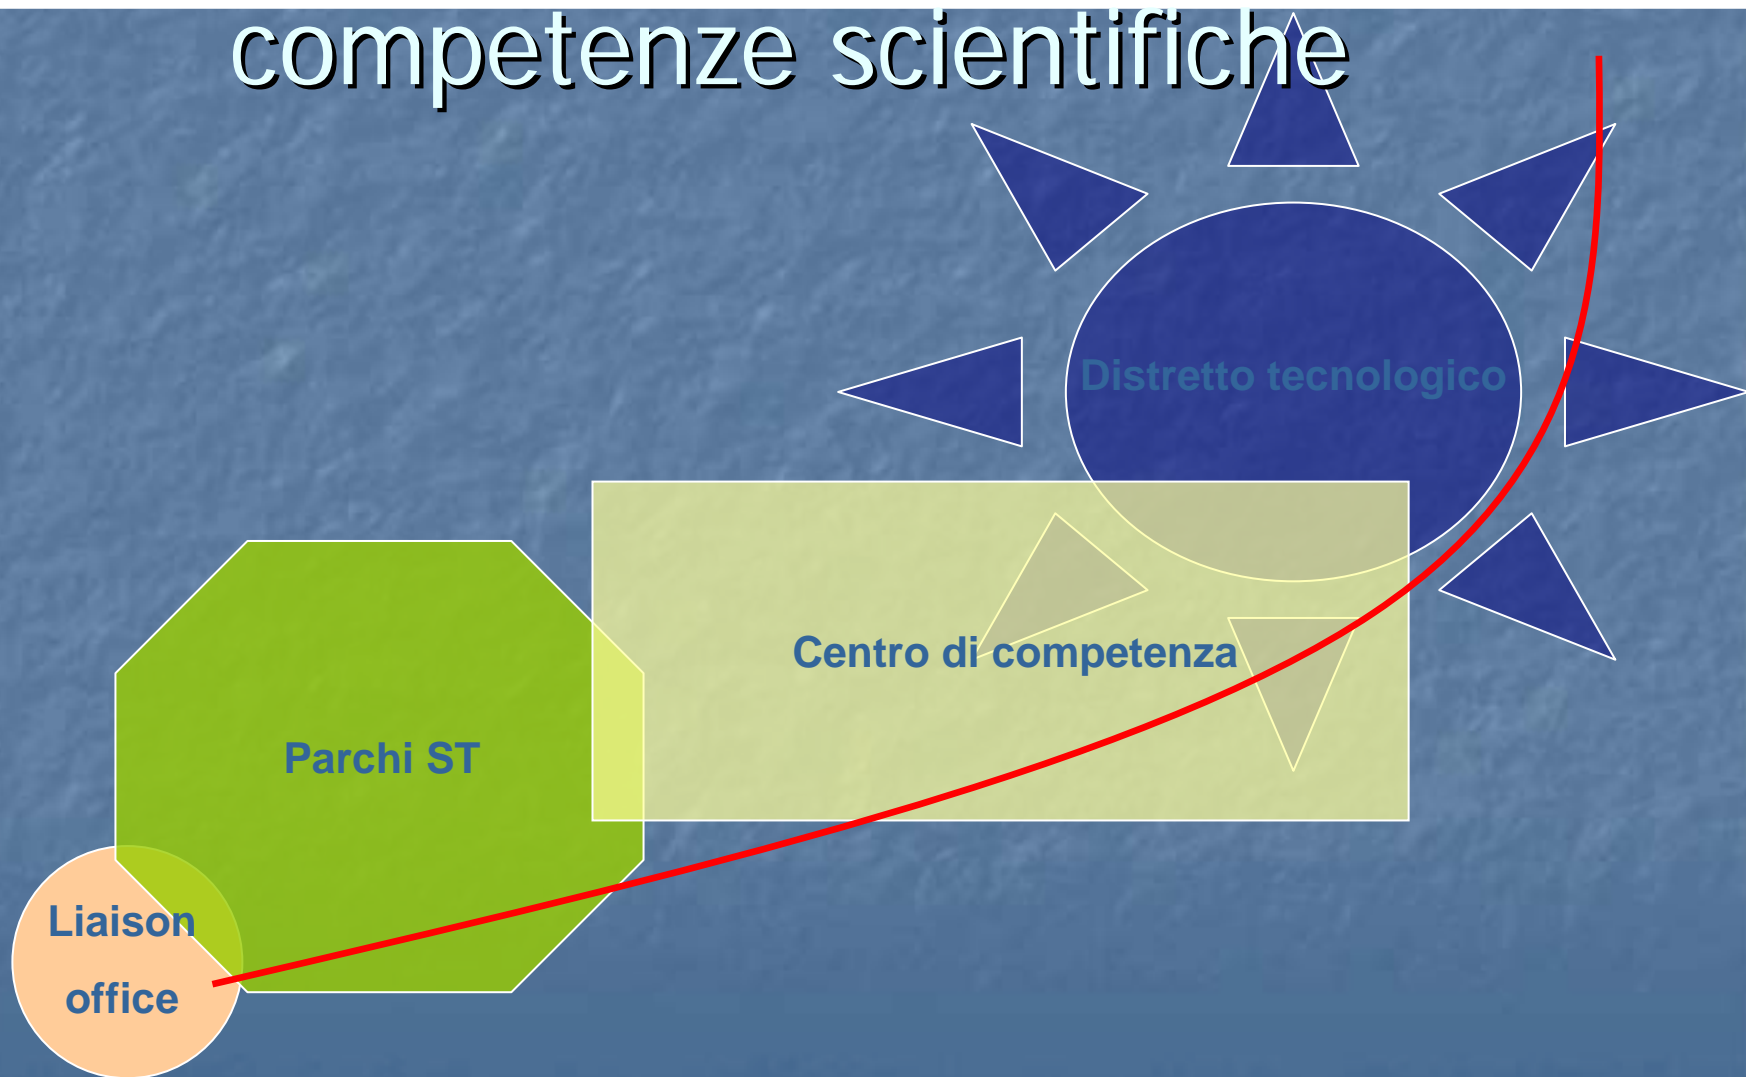 competenze scientifiche
Distretto tecnologico
Centro di competenza
Parchi ST
Liaison
office